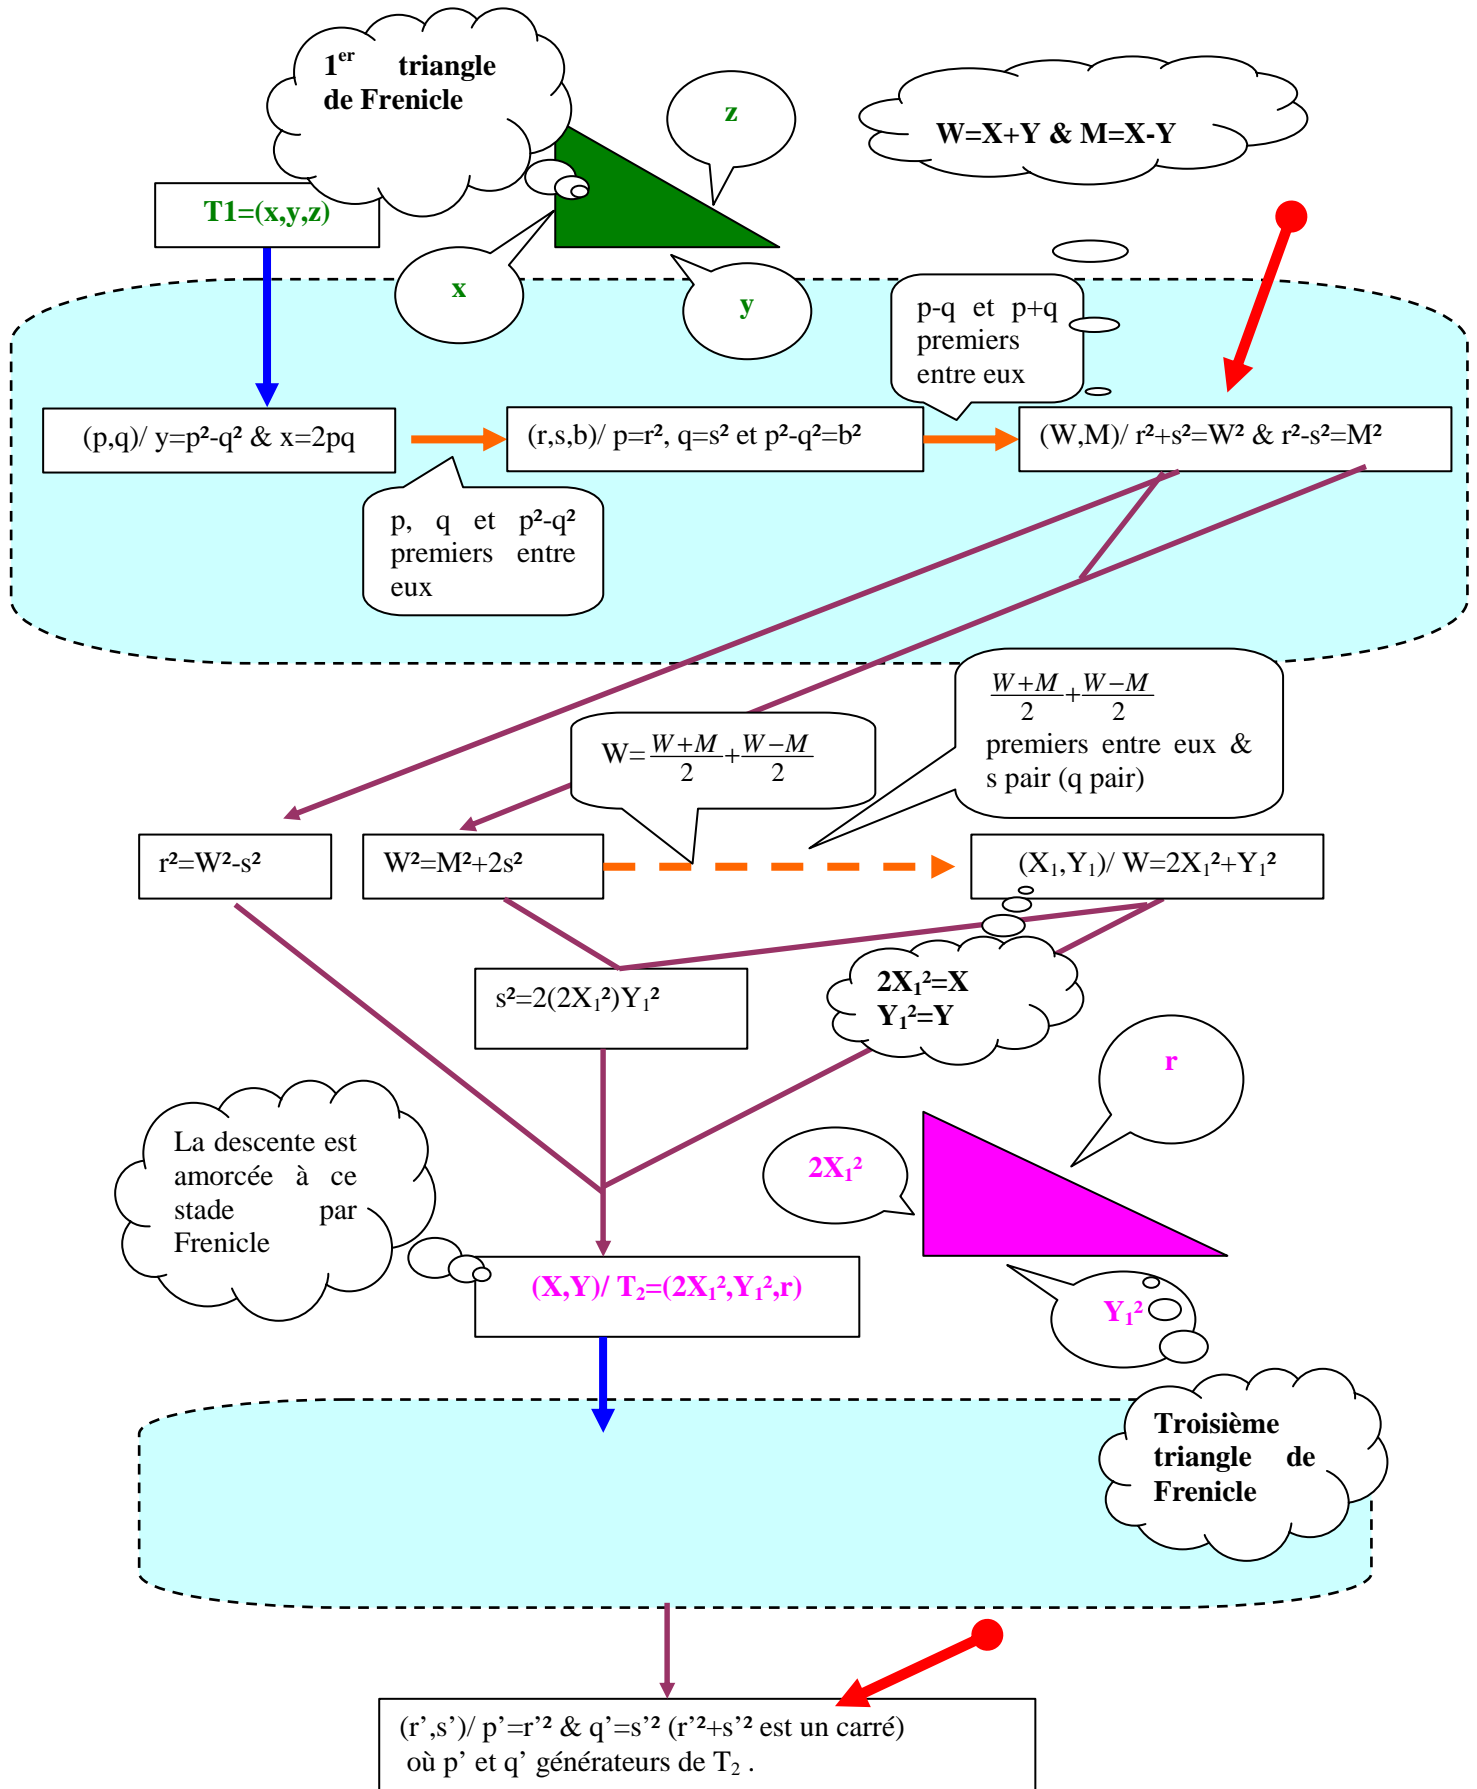 1er triangle
de Frenicle
z
W=X+Y & M=X-Y
T1=(x,y,z)
x
y
p-q et p+q
premiers
entre eux
(p,q)/ y=p²-q² & x=2pq
(r,s,b)/ p=r², q=s² et p²-q²=b²
(W,M)/ r²+s²=W² & r²-s²=M²
p, q et p²-q²
premiers entre
eux
W=\frac{W+M}{2}+\frac{W-M}{2}
\frac{W+M}{2}+\frac{W-M}{2}
premiers entre eux &
s pair (q pair)
r²=W²-s²
W²=M²+2s²
(X₁,Y₁)/ W=2X₁²+Y₁²
s²=2(2X₁²)Y₁²
2X₁²=X
Y₁²=Y
r
La descente est
amorcée à ce
stade par
Frenicle
2X₁²
(X,Y)/ T₂=(2X₁²,Y₁²,r)
Y₁²
Troisième
triangle de
Frenicle
(r’,s’)/ p’=r’² & q’=s’² (r’²+s’² est un carré)
où p’ et q’ générateurs de T₂ .